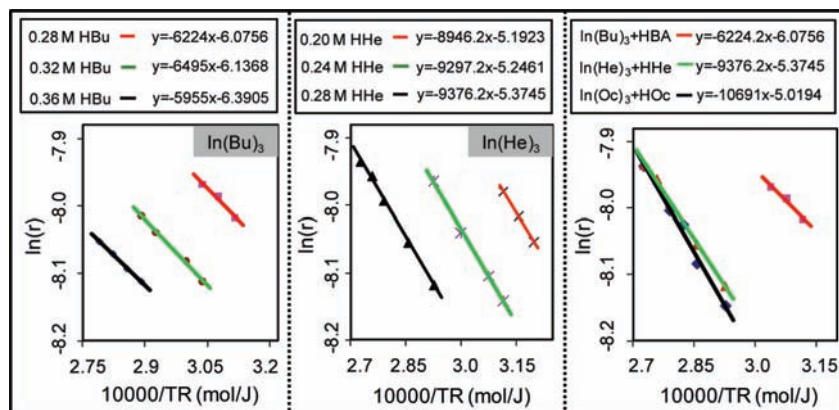 0.28 M HBu y=-6224x-6.0756
0.32 M HBu y=-6495x-6.1368
0.36 M HBu y=-5955x-6.3905
In(Bu)3
ln(r)
-7.9
-8.0
-8.1
-8.2
2.75 2.9 3.05 3.2
10000/TR (mol/J)
0.20 M HHe y=-8946.2x-5.1923
0.24 M HHe y=-9297.2x-5.2461
0.28 M HHe y=-9376.2x-5.3745
In(He)3
ln(r)
-7.9
-8.0
-8.1
-8.2
2.7 2.85 3.0 3.15
10000/TR (mol/J)
In(Bu)3+HBA y=-6224.2x-6.0756
In(He)3+HHe y=-9376.2x-5.3745
In(Oc)3+HOc y=-10691x-5.0194
ln(r)
-7.9
-8.0
-8.1
-8.2
2.7 2.85 3.0 3.15
10000/TR (mol/J)